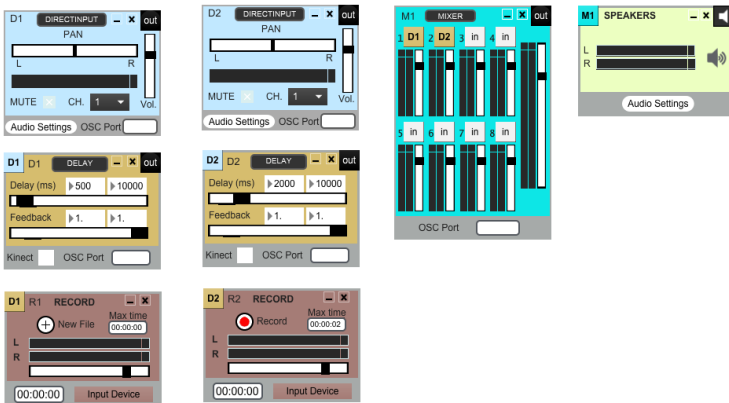 D1 DIRECTINPUT out
PAN
L R
MUTE CH. 1 Vol.
Audio Settings OSC Port
D2 DIRECTINPUT out
PAN
L R
MUTE CH. 1 Vol.
Audio Settings OSC Port
M1 MIXER out
1 D1 2 D2 3 in 4 in
5 in 6 in 7 in 8 in
OSC Port
M1 SPEAKERS
L
R
Audio Settings
D1 D1 DELAY out
Delay (ms) 500 10000
Feedback 1. 1.
Kinect OSC Port
D2 D2 DELAY out
Delay (ms) 2000 10000
Feedback 1. 1.
Kinect OSC Port
D1 R1 RECORD
Max time
New File 00:00:00
L
R
00:00:00 Input Device
D2 R2 RECORD
Max time
Record 00:00:02
L
R
00:00:00 Input Device